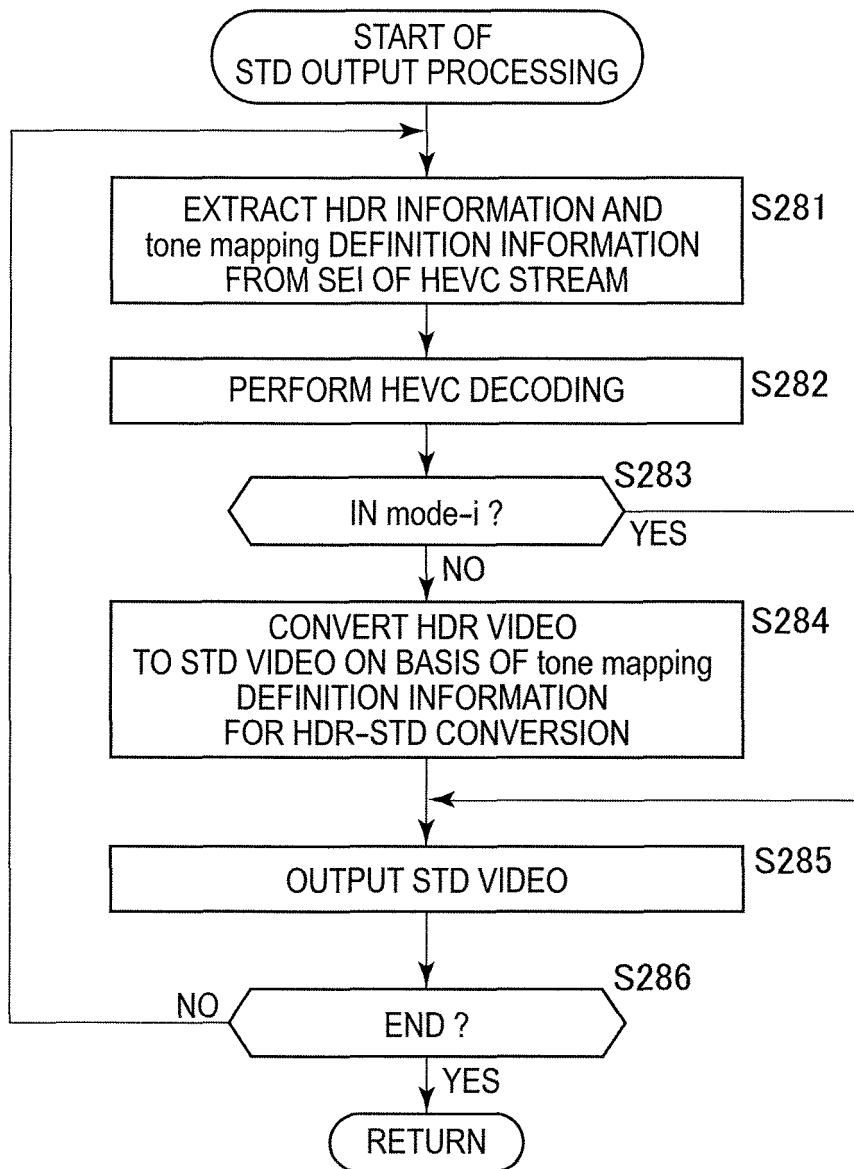 START OF
STD OUTPUT PROCESSING
EXTRACT HDR INFORMATION AND
tone mapping DEFINITION INFORMATION
FROM SEI OF HEVC STREAM
S281
PERFORM HEVC DECODING
S282
S283
IN mode-i ?
YES
NO
CONVERT HDR VIDEO
TO STD VIDEO ON BASIS OF tone mapping
DEFINITION INFORMATION
FOR HDR-STD CONVERSION
S284
OUTPUT STD VIDEO
S285
S286
NO
END ?
YES
RETURN